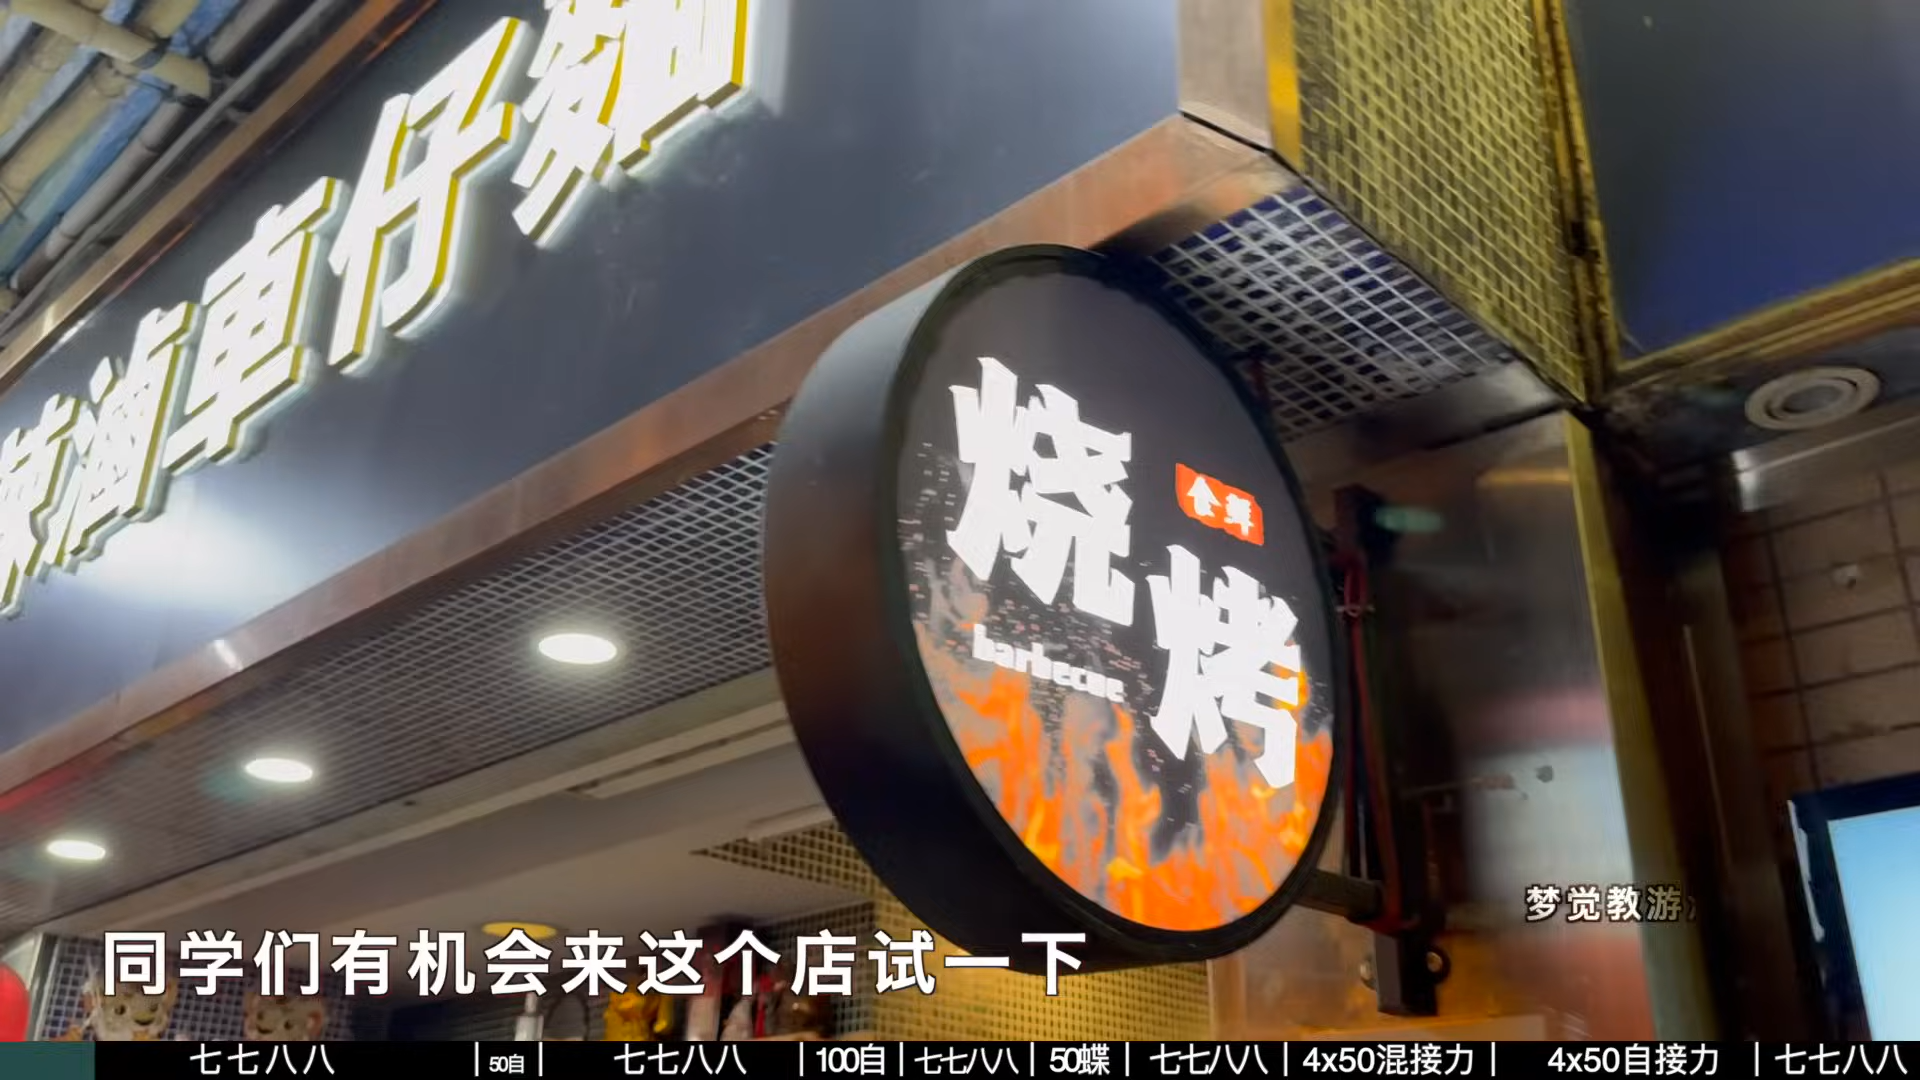 滷車仔麵
烧烤
barbecue
同学们有机会来这个店试一下
梦觉教游
七七八八 | 50自 | 七七八八 | 100自 | 七七八八 | 50蝶 | 七七八八 | 4x50混接力 | 4x50自接力 | 七七八八